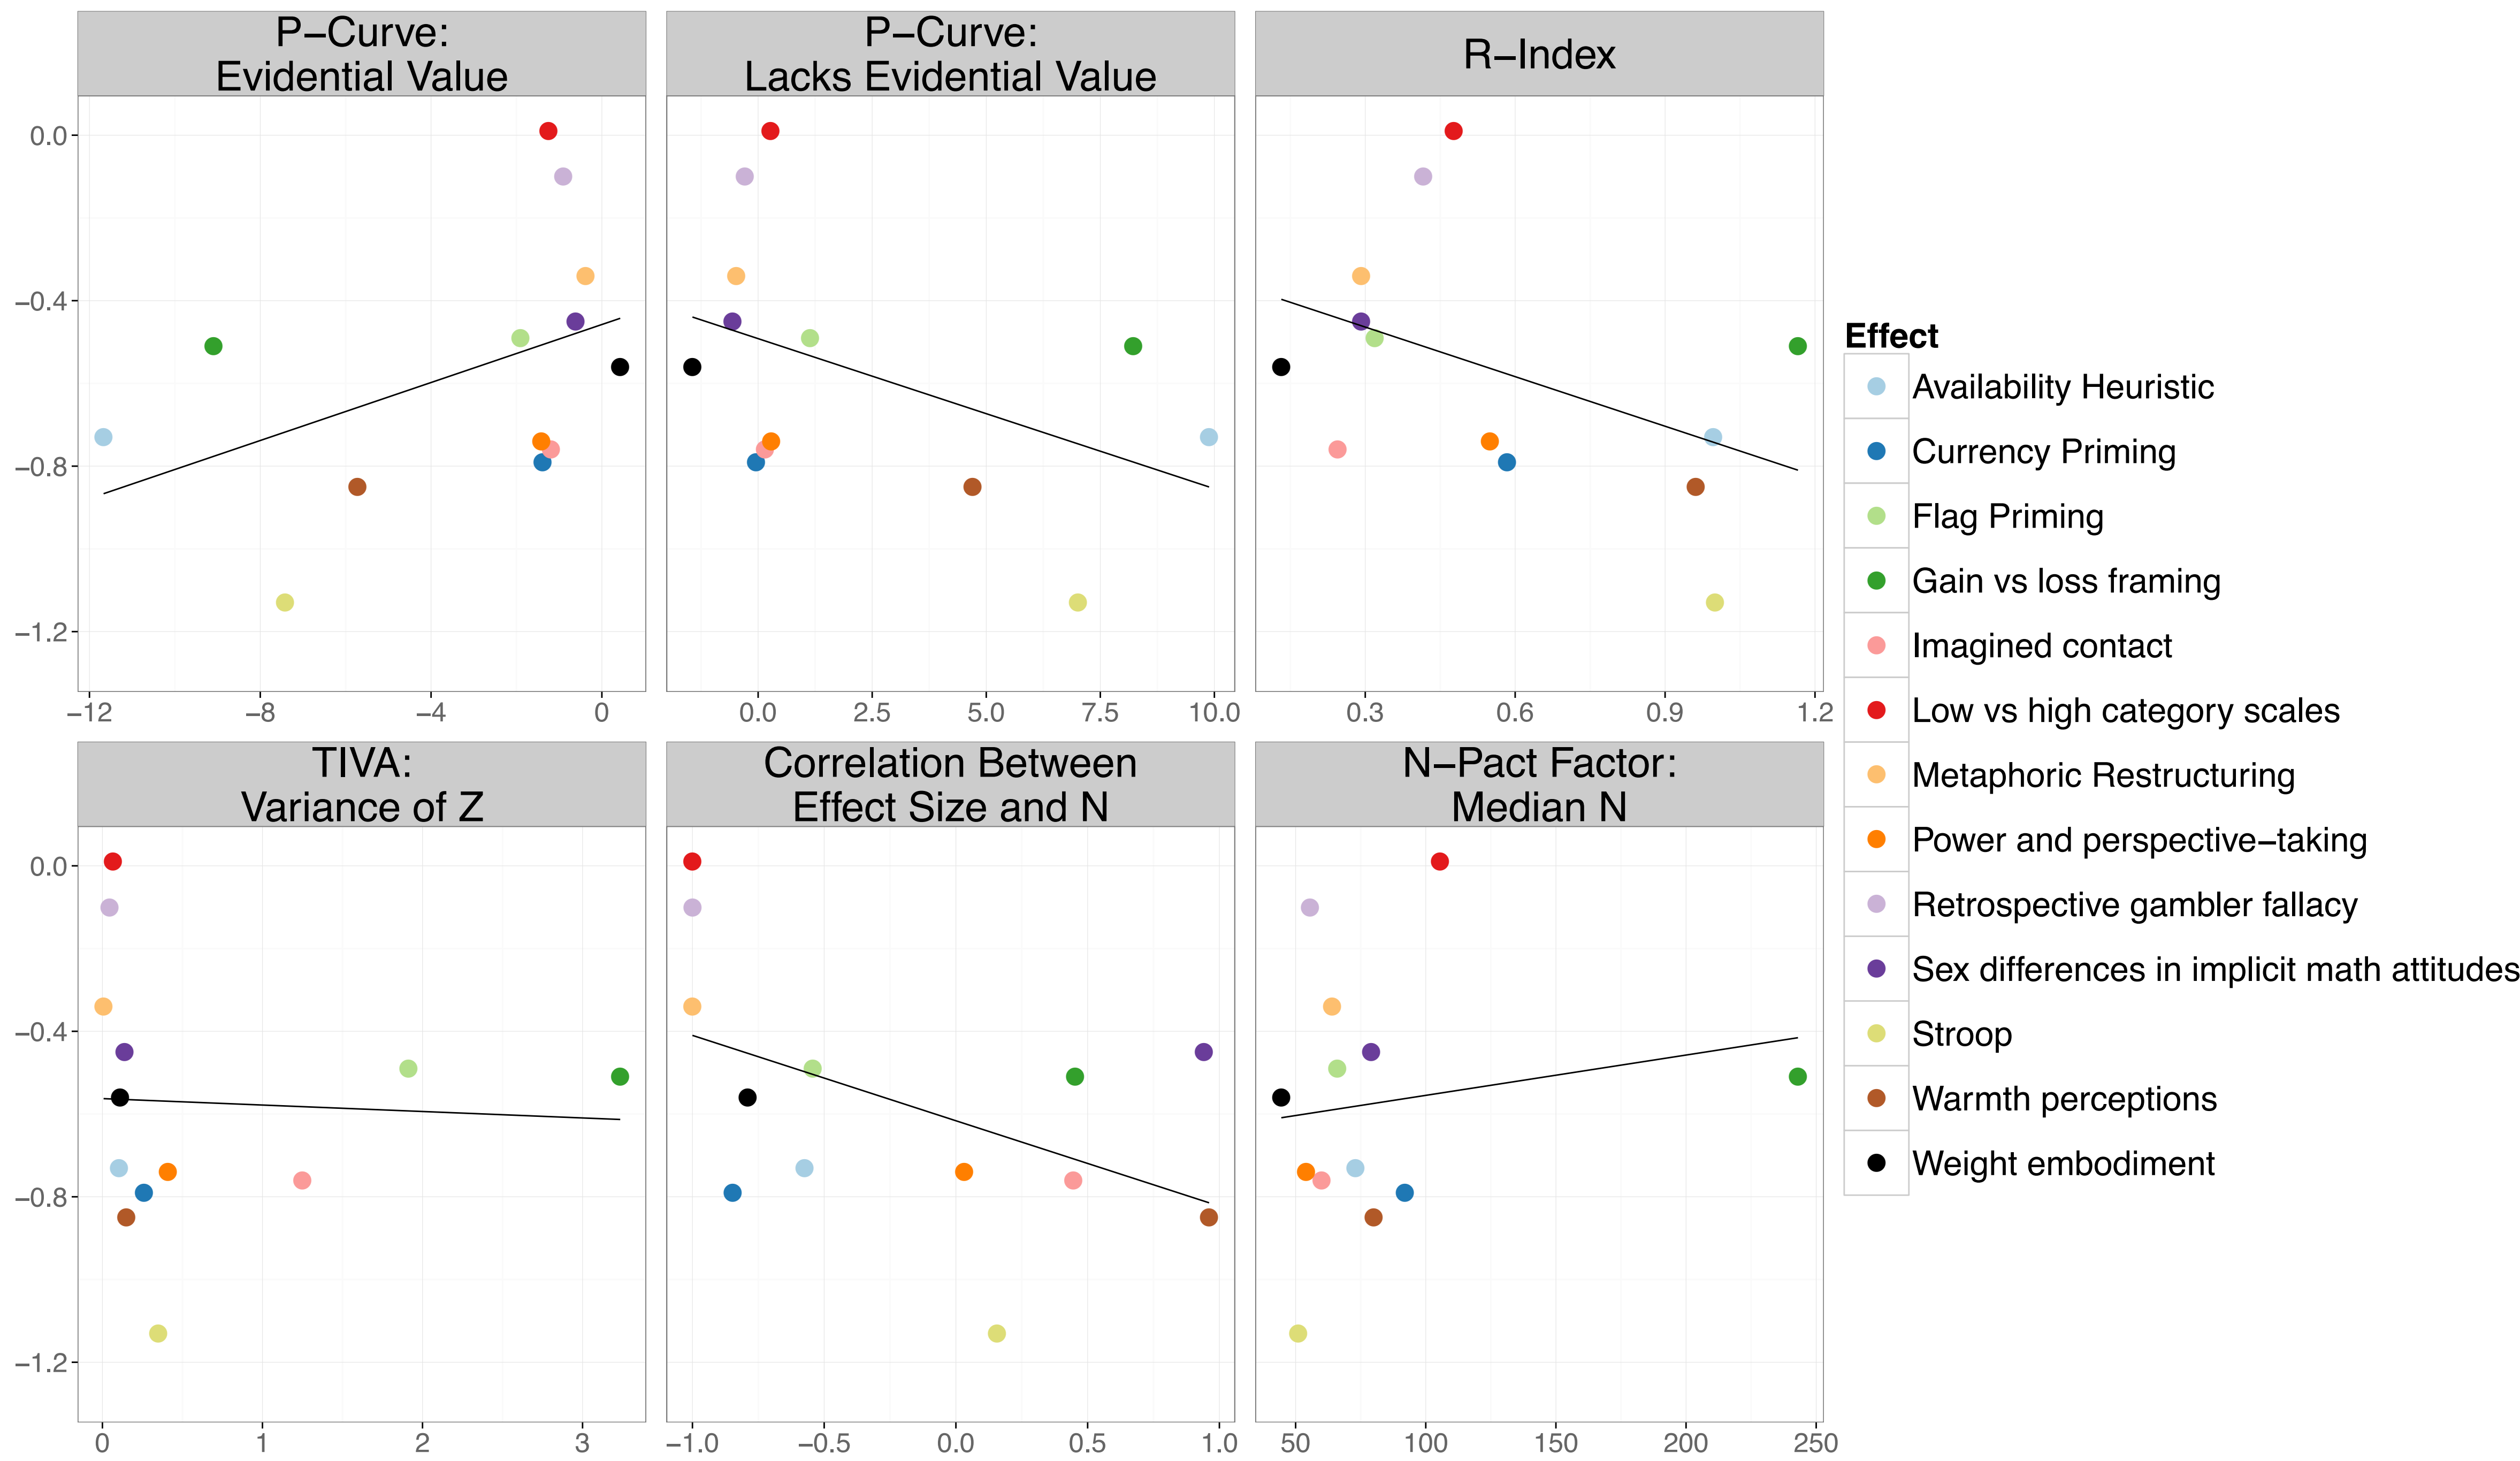 P−Curve:
Evidential Value
P−Curve:
Lacks Evidential Value
R−Index
0.0
−0.4
−0.8
−1.2
−12
−8
−4
0
0.0
2.5
5.0
7.5
10.0
0.3
0.6
0.9
1.2
TIVA:
Variance of Z
Correlation Between
Effect Size and N
N−Pact Factor:
Median N
0.0
−0.4
−0.8
−1.2
0
1
2
3
−1.0
−0.5
0.0
0.5
1.0
50
100
150
200
250
Effect
Availability Heuristic
Currency Priming
Flag Priming
Gain vs loss framing
Imagined contact
Low vs high category scales
Metaphoric Restructuring
Power and perspective−taking
Retrospective gambler fallacy
Sex differences in implicit math attitudes
Stroop
Warmth perceptions
Weight embodiment